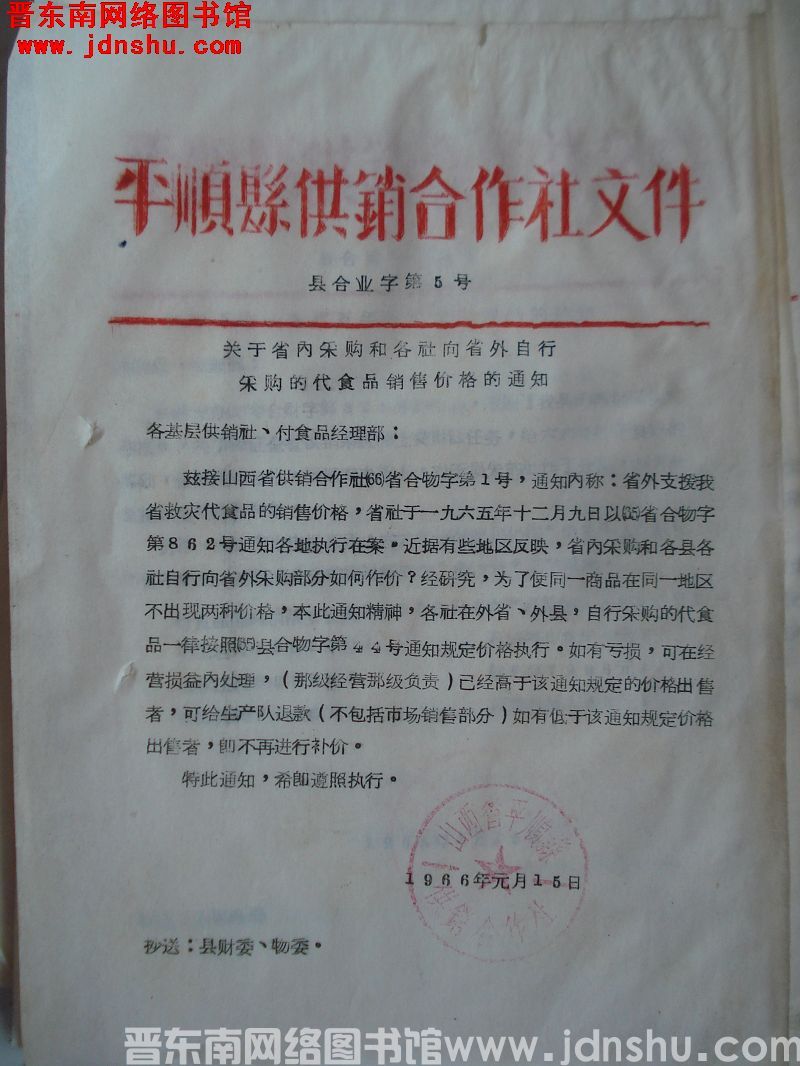 晋东南网络图书馆
www.jdnshu.com
平順縣供銷合作社文件
县合业字第5号
关于省内采购和各社向省外自行
采购的代食品销售价格的通知
各基层供销社、付食品经理部：
兹接山西省供销合作社(66)省合物字第1号，通知内称：省外支援我
省救灾代食品的销售价格，省社于一九六五年十二月九日以(65)省合物字
第862号通知各地执行在案。近据有些地区反映，省内采购和各县各
社自行向省外采购部分如何作价？经研究，为了使同一商品在同一地区
不出现两种价格，本此通知精神，各社在外省、外县，自行采购的代食
品一律按照(65)县合物字第44号通知规定价格执行。如有亏损，可在经
营损益内处理，（那级经营那级负责）已经高于该通知规定的价格出售
者，可给生产队退款（不包括市场销售部分）如有低于该通知规定价格
出售者，即不再进行补价。
特此通知，希即遵照执行。
山西省平順縣
供銷合作社
1966年元月15日
抄送：县财委、物委。
晋东南网络图书馆www.jdnshu.com